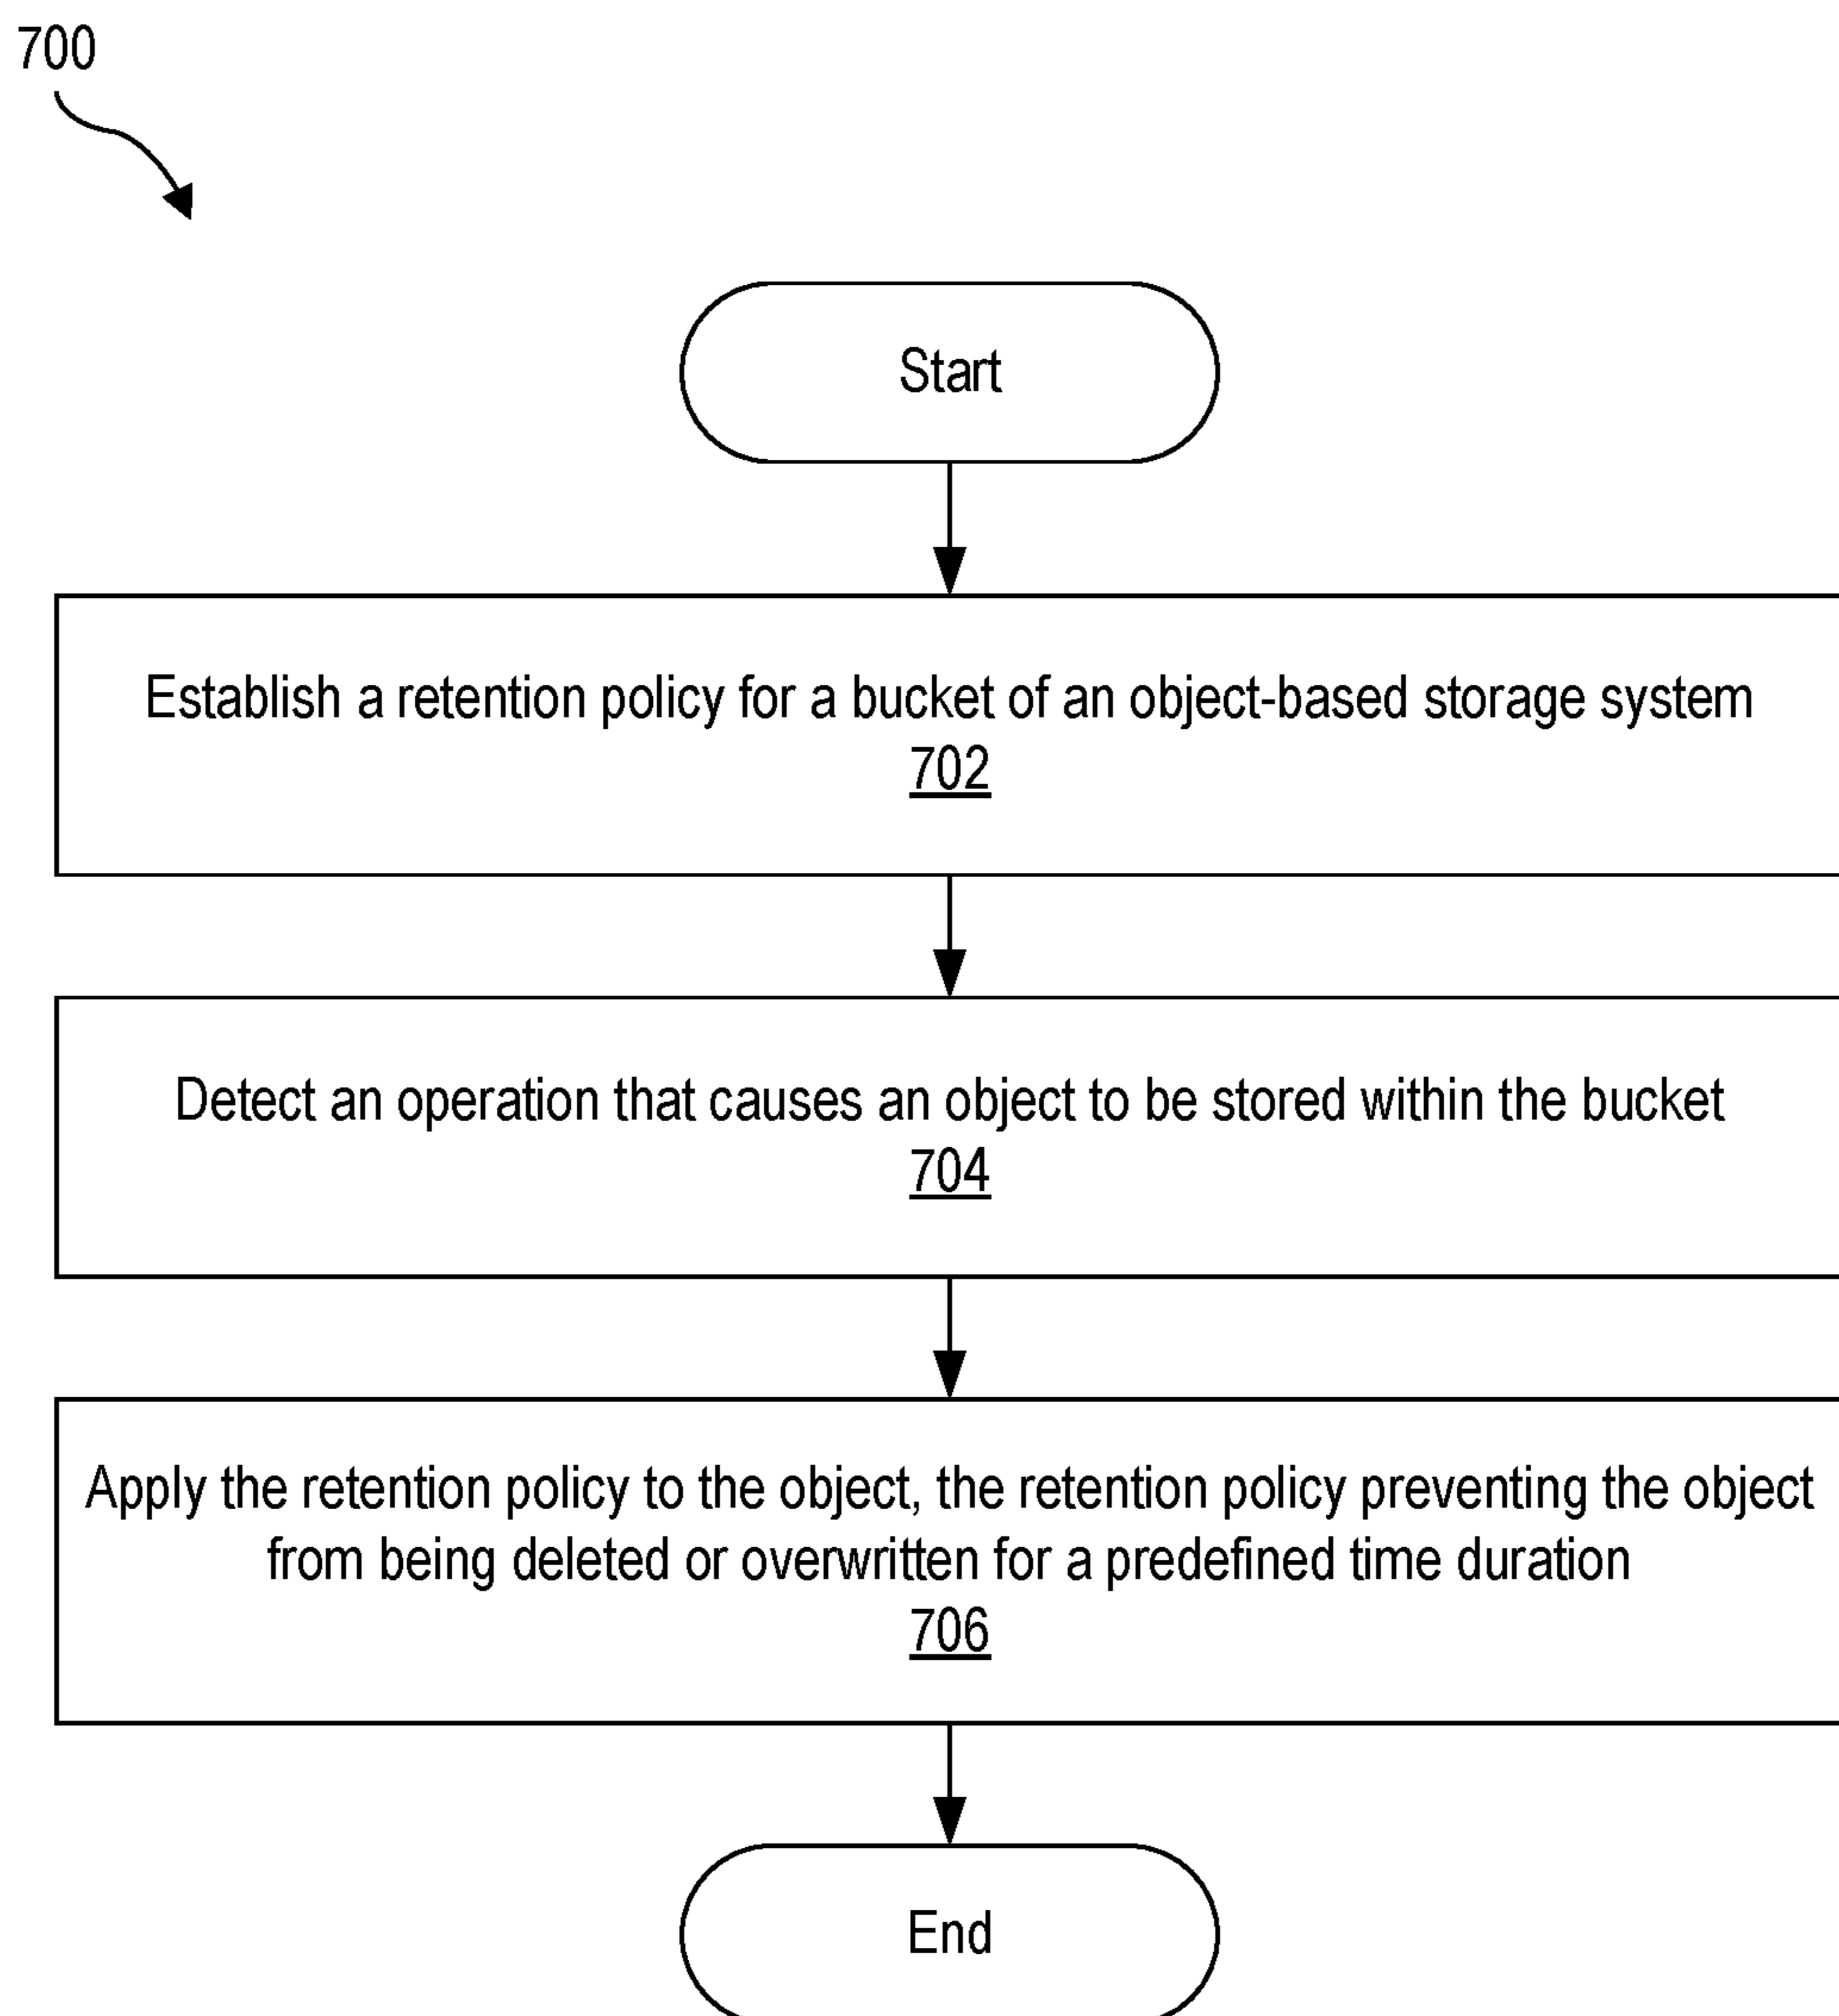 700
Start
Establish a retention policy for a bucket of an object-based storage system
702
Detect an operation that causes an object to be stored within the bucket
704
Apply the retention policy to the object, the retention policy preventing the object
from being deleted or overwritten for a predefined time duration
706
End